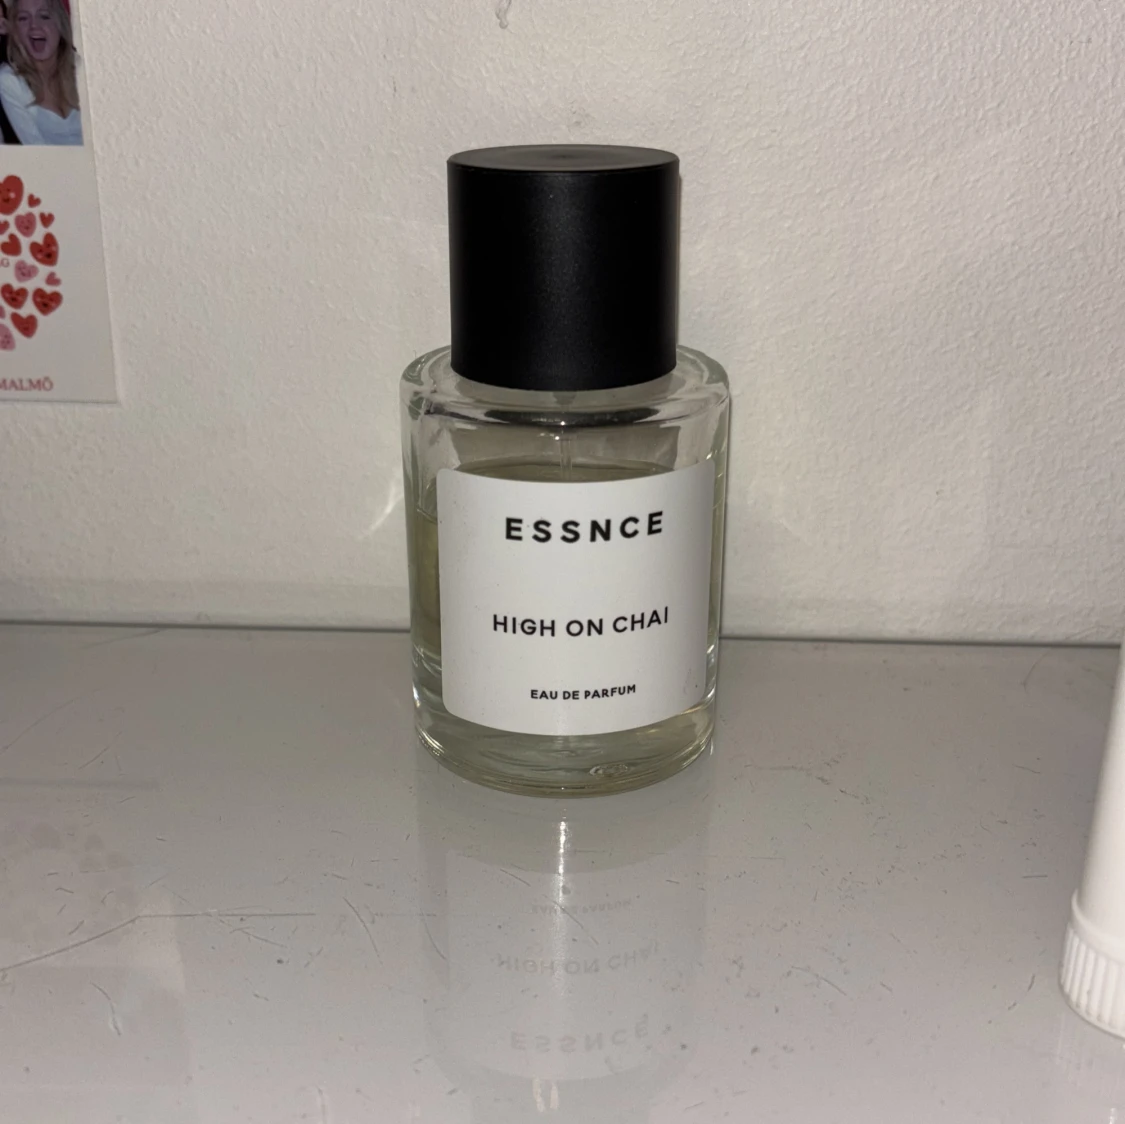 MALMÖ
ESSNCE
HIGH ON CHAI
EAU DE PARFUM